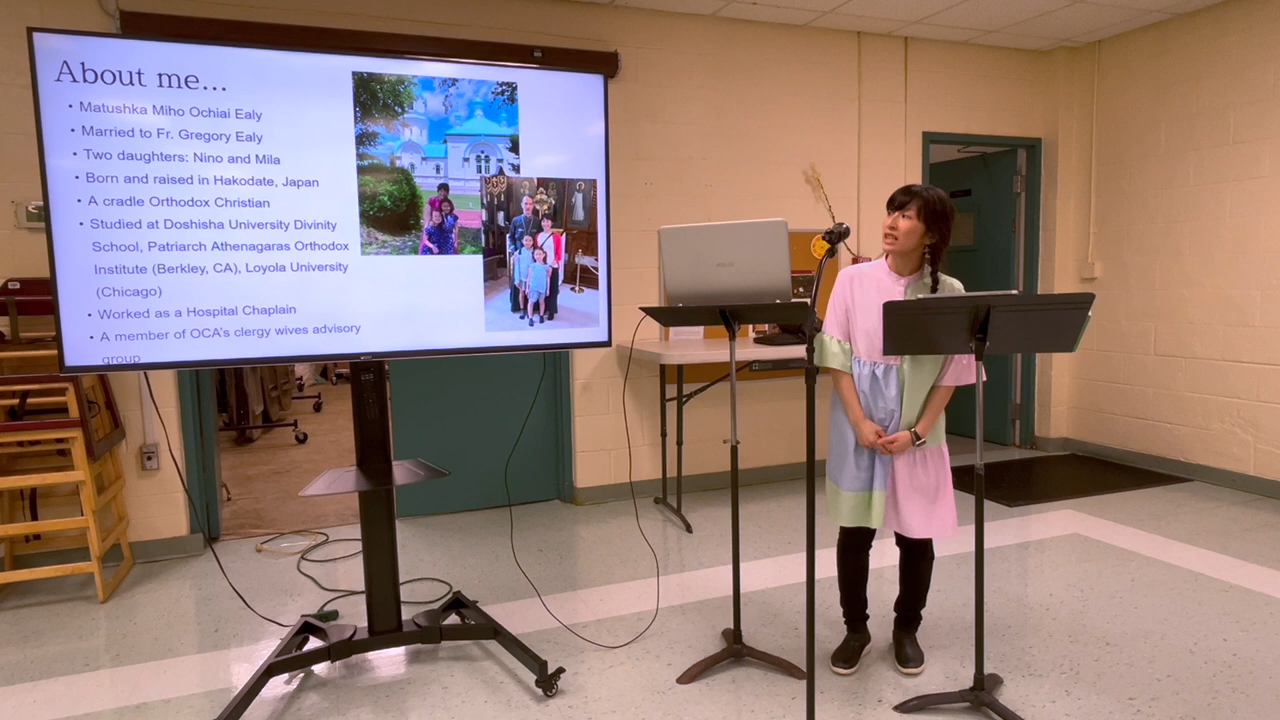 About me...
• Matushka Miho Ochiai Ealy
• Married to Fr. Gregory Ealy
• Two daughters: Nino and Mila
• Born and raised in Hakodate, Japan
• A cradle Orthodox Christian
• Studied at Doshisha University Divinity
School, Patriarch Athenagaras Orthodox
Institute (Berkley, CA), Loyola University
(Chicago)
• Worked as a Hospital Chaplain
• A member of OCA's clergy wives advisory
group